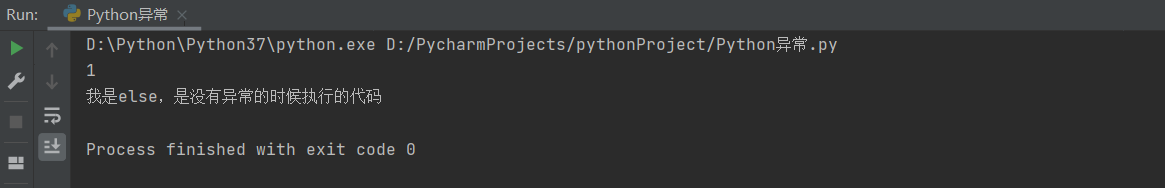 Run: Python异常
D:\Python\Python37\python.exe D:/PycharmProjects/pythonProject/Python异常.py
1
我是else，是没有异常的时候执行的代码
Process finished with exit code 0